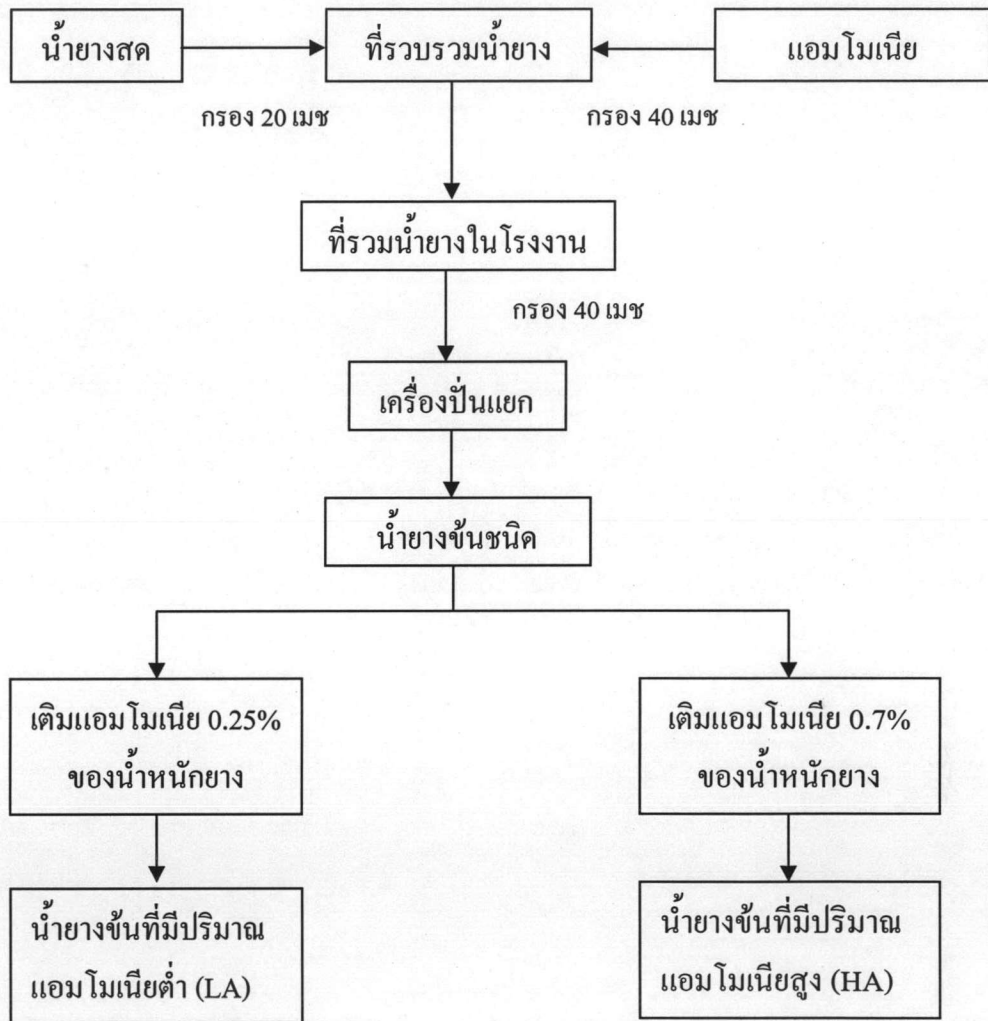 น้ำยางสด
ที่รวบรวมน้ำยาง
แอมโมเนีย
กรอง 20 เมช
กรอง 40 เมช
ที่รวมน้ำยางในโรงงาน
กรอง 40 เมช
เครื่องปั่นแยก
น้ำยางข้นชนิด
เติมแอมโมเนีย 0.25%
ของน้ำหนักยาง
เติมแอมโมเนีย 0.7%
ของน้ำหนักยาง
น้ำยางข้นที่มีปริมาณ
แอมโมเนียต่ำ (LA)
น้ำยางข้นที่มีปริมาณ
แอมโมเนียสูง (HA)